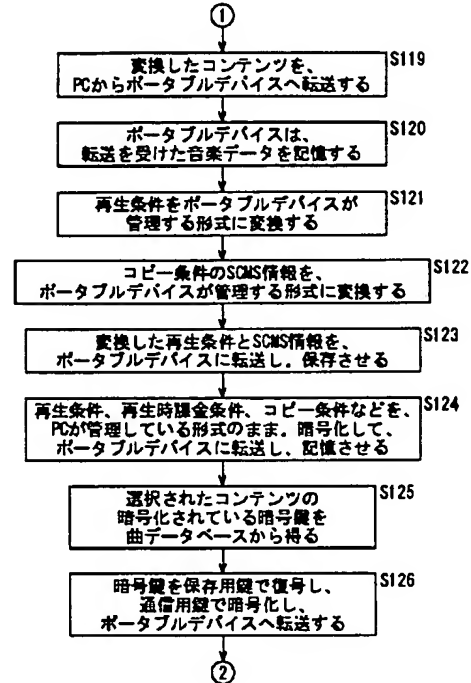 ①
変換したコンテンツを、
PCからポータブルデバイスへ転送する
S119
ポータブルデバイスは、
転送を受けた音楽データを記憶する
S120
再生条件をポータブルデバイスが
管理する形式に変換する
S121
コピー条件のSCMS情報を、
ポータブルデバイスが管理する形式に変換する
S122
変換した再生条件とSCMS情報を、
ポータブルデバイスに転送し、保存させる
S123
再生条件、再生時課金条件、コピー条件などを、
PCが管理している形式のまま。暗号化して、
ポータブルデバイスに転送し、記憶させる
S124
選択されたコンテンツの
暗号化されている暗号鍵を
曲データベースから得る
S125
暗号鍵を保存用鍵で復号し、
通信用鍵で暗号化し、
ポータブルデバイスへ転送する
S126
②